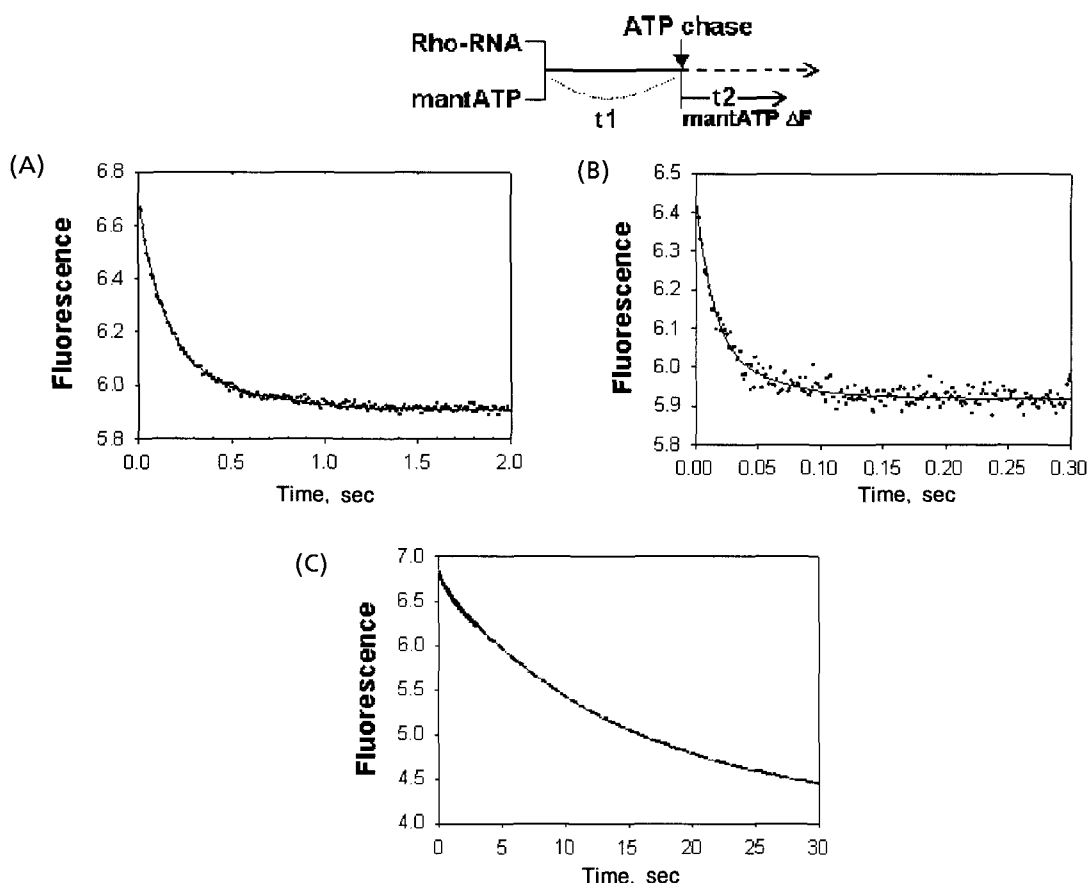 Rho-RNA
mantATP
t1
ATP chase
t2
mantATP ΔF
(A)
Fluorescence
6.8
6.6
6.4
6.2
6.0
5.8
0.0 0.5 1.0 1.5 2.0
Time, sec
(B)
Fluorescence
6.5
6.4
6.3
6.2
6.1
6.0
5.9
5.8
0.00 0.05 0.10 0.15 0.20 0.25 0.30
Time, sec
(C)
Fluorescence
7.0
6.5
6.0
5.5
5.0
4.5
4.0
0 5 10 15 20 25 30
Time, sec